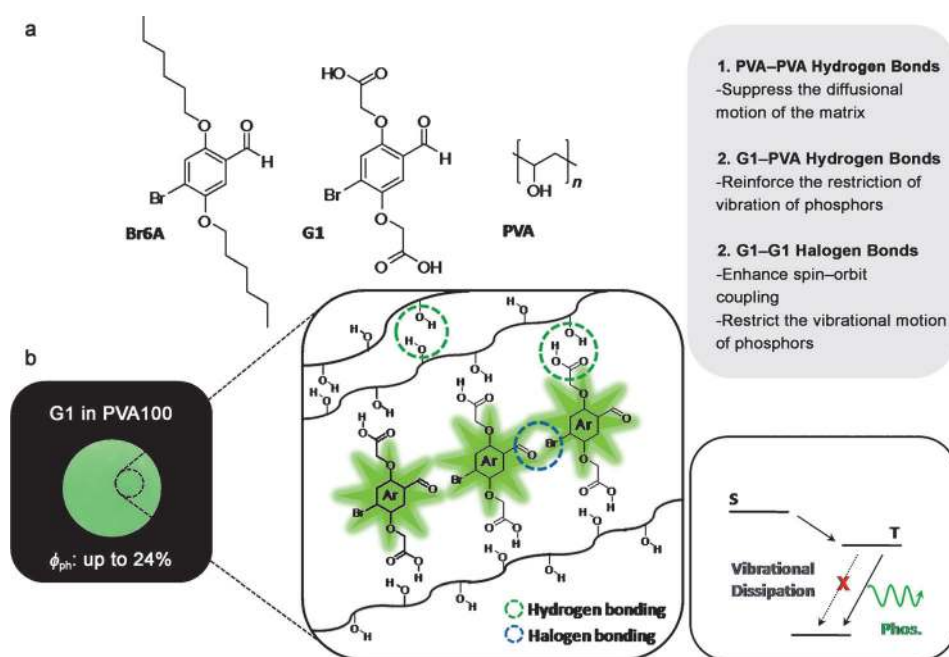 a
HO
O
O
O
H
Br
O
Br6A
HO
O
O
O
H
Br
O
O
OH
G1
OH
n
PVA
1. PVA–PVA Hydrogen Bonds
-Suppress the diffusional
motion of the matrix
2. G1–PVA Hydrogen Bonds
-Reinforce the restriction of
vibration of phosphors
2. G1–G1 Halogen Bonds
-Enhance spin–orbit
coupling
-Restrict the vibrational motion
of phosphors
b
G1 in PVA100
ϕph: up to 24%
Ar
Br
Ar
Br
Ar
Br
Hydrogen bonding
Halogen bonding
S
T
Vibrational
Dissipation
X
Phos.